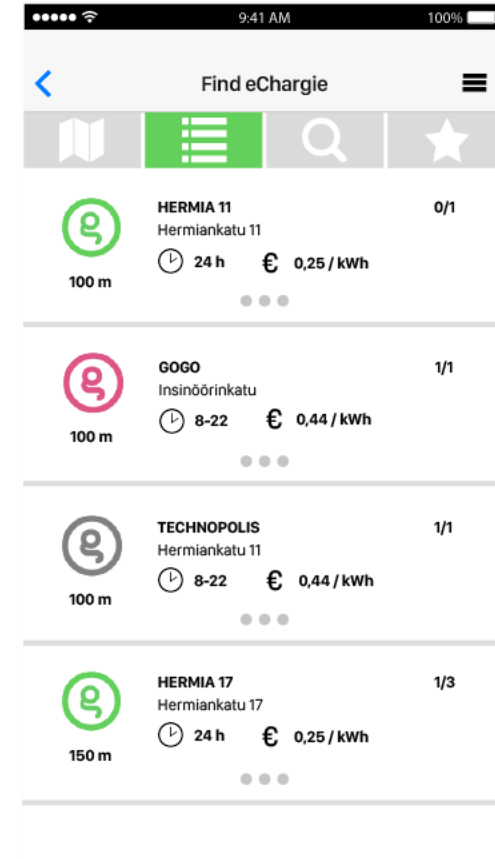 9:41 AM 100%
Find eChargie
HERMIA 11 0/1
Hermiankatu 11
24 h € 0,25 / kWh
100 m
GOGO 1/1
Insinöörinkatu
8-22 € 0,44 / kWh
100 m
TECHNOPOLIS 1/1
Hermiankatu 11
8-22 € 0,44 / kWh
100 m
HERMIA 17 1/3
Hermiankatu 17
24 h € 0,25 / kWh
150 m